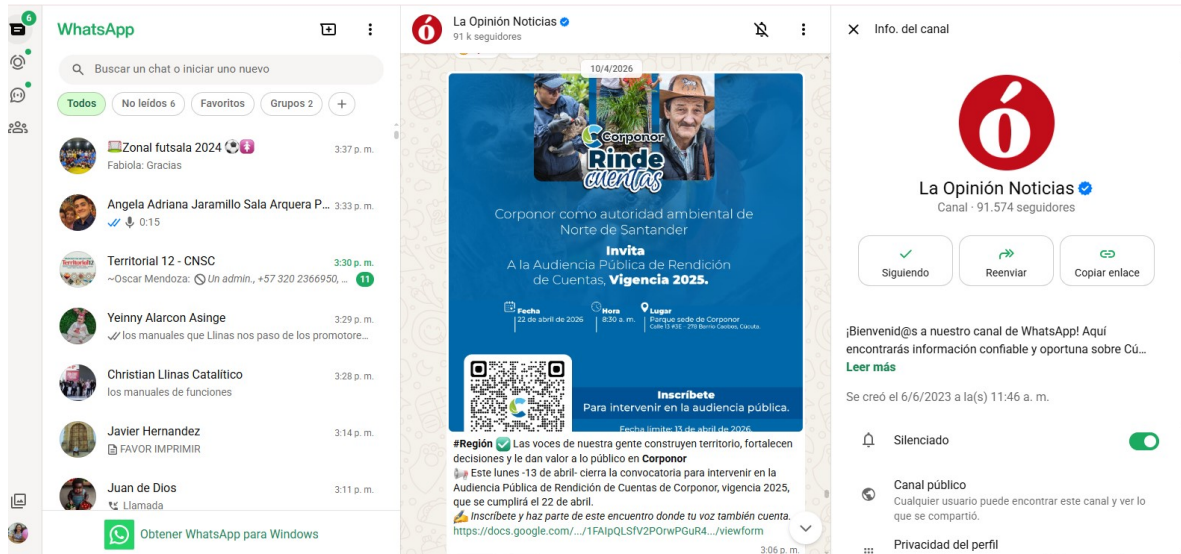 6
WhatsApp
Buscar un chat o iniciar uno nuevo
Todos
No leídos 6
Favoritos
Grupos 2
Zonal futsala 2024
3:37 p. m.
Fabiola: Gracias
Angela Adriana Jaramillo Sala Arquera P...
3:33 p. m.
0:15
Territorial 12 - CNSC
3:30 p. m.
~Oscar Mendoza: Un admin., +57 320 2366950, ...
11
Yeinny Alarcon Asinge
3:29 p. m.
los manuales que Llinas nos paso de los promotore...
Christian Llinas Catalítico
3:28 p. m.
los manuales de funciones
Javier Hernandez
3:14 p. m.
FAVOR IMPRIMIR
Juan de Dios
3:11 p. m.
Llamada
Obtener WhatsApp para Windows
La Opinión Noticias
91 k seguidores
10/4/2026
Corponor
Rinde
cuentas
Corponor como autoridad ambiental de
Norte de Santander
Invita
A la Audiencia Pública de Rendición
de Cuentas, Vigencia 2025.
Fecha
22 de abril de 2026
Hora
8:30 a. m.
Lugar
Parque sede de Corponor
Calle 13 #3E - 278 Barrio Caobos, Cúcuta.
Inscríbete
Para intervenir en la audiencia pública.
Fecha límite: 13 de abril de 2026.
#Región ✅ Las voces de nuestra gente construyen territorio, fortalecen
decisiones y le dan valor a lo público en Corponor
Este lunes -13 de abril- cierra la convocatoria para intervenir en la
Audiencia Pública de Rendición de Cuentas de Corponor, vigencia 2025,
que se cumplirá el 22 de abril.
✍ Inscríbete y haz parte de este encuentro donde tu voz también cuenta.
https://docs.google.com/.../1FAIpQLSfV2POrwPGuR4.../viewform
3:06 p. m.
Info. del canal
ó
La Opinión Noticias
Canal · 91.574 seguidores
Siguiendo
Reenviar
Copiar enlace
¡Bienvenid@s a nuestro canal de WhatsApp! Aquí
encontrarás información confiable y oportuna sobre Cú...
Leer más
Se creó el 6/6/2023 a la(s) 11:46 a. m.
Silenciado
Canal público
Cualquier usuario puede encontrar este canal y ver lo
que se compartió.
Privacidad del perfil